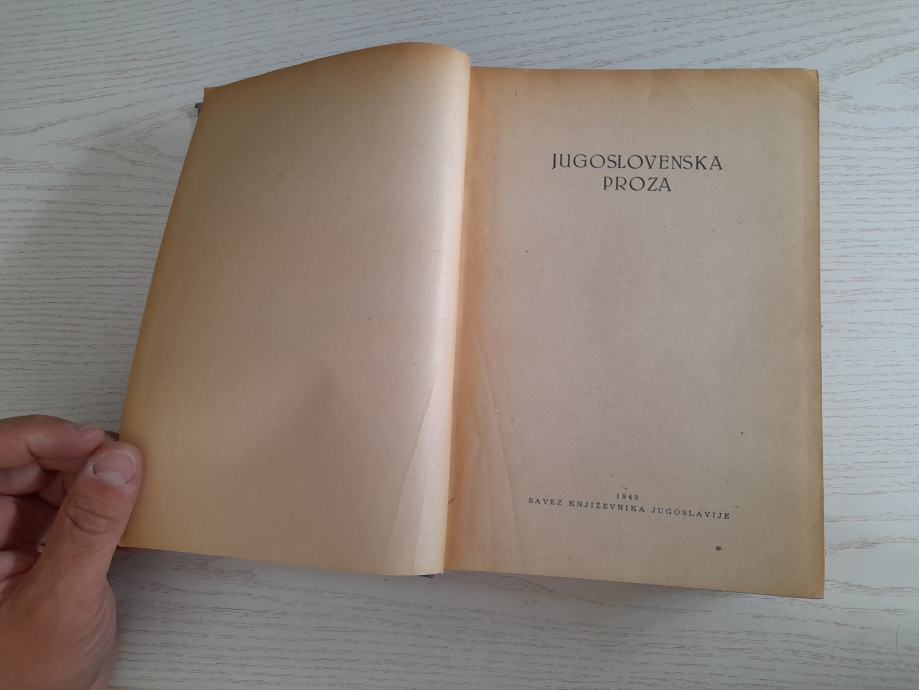 JUGOSLOVENSKA
PROZA
1949
SAVEZ KNJIŽEVNIKA JUGOSLAVIJE